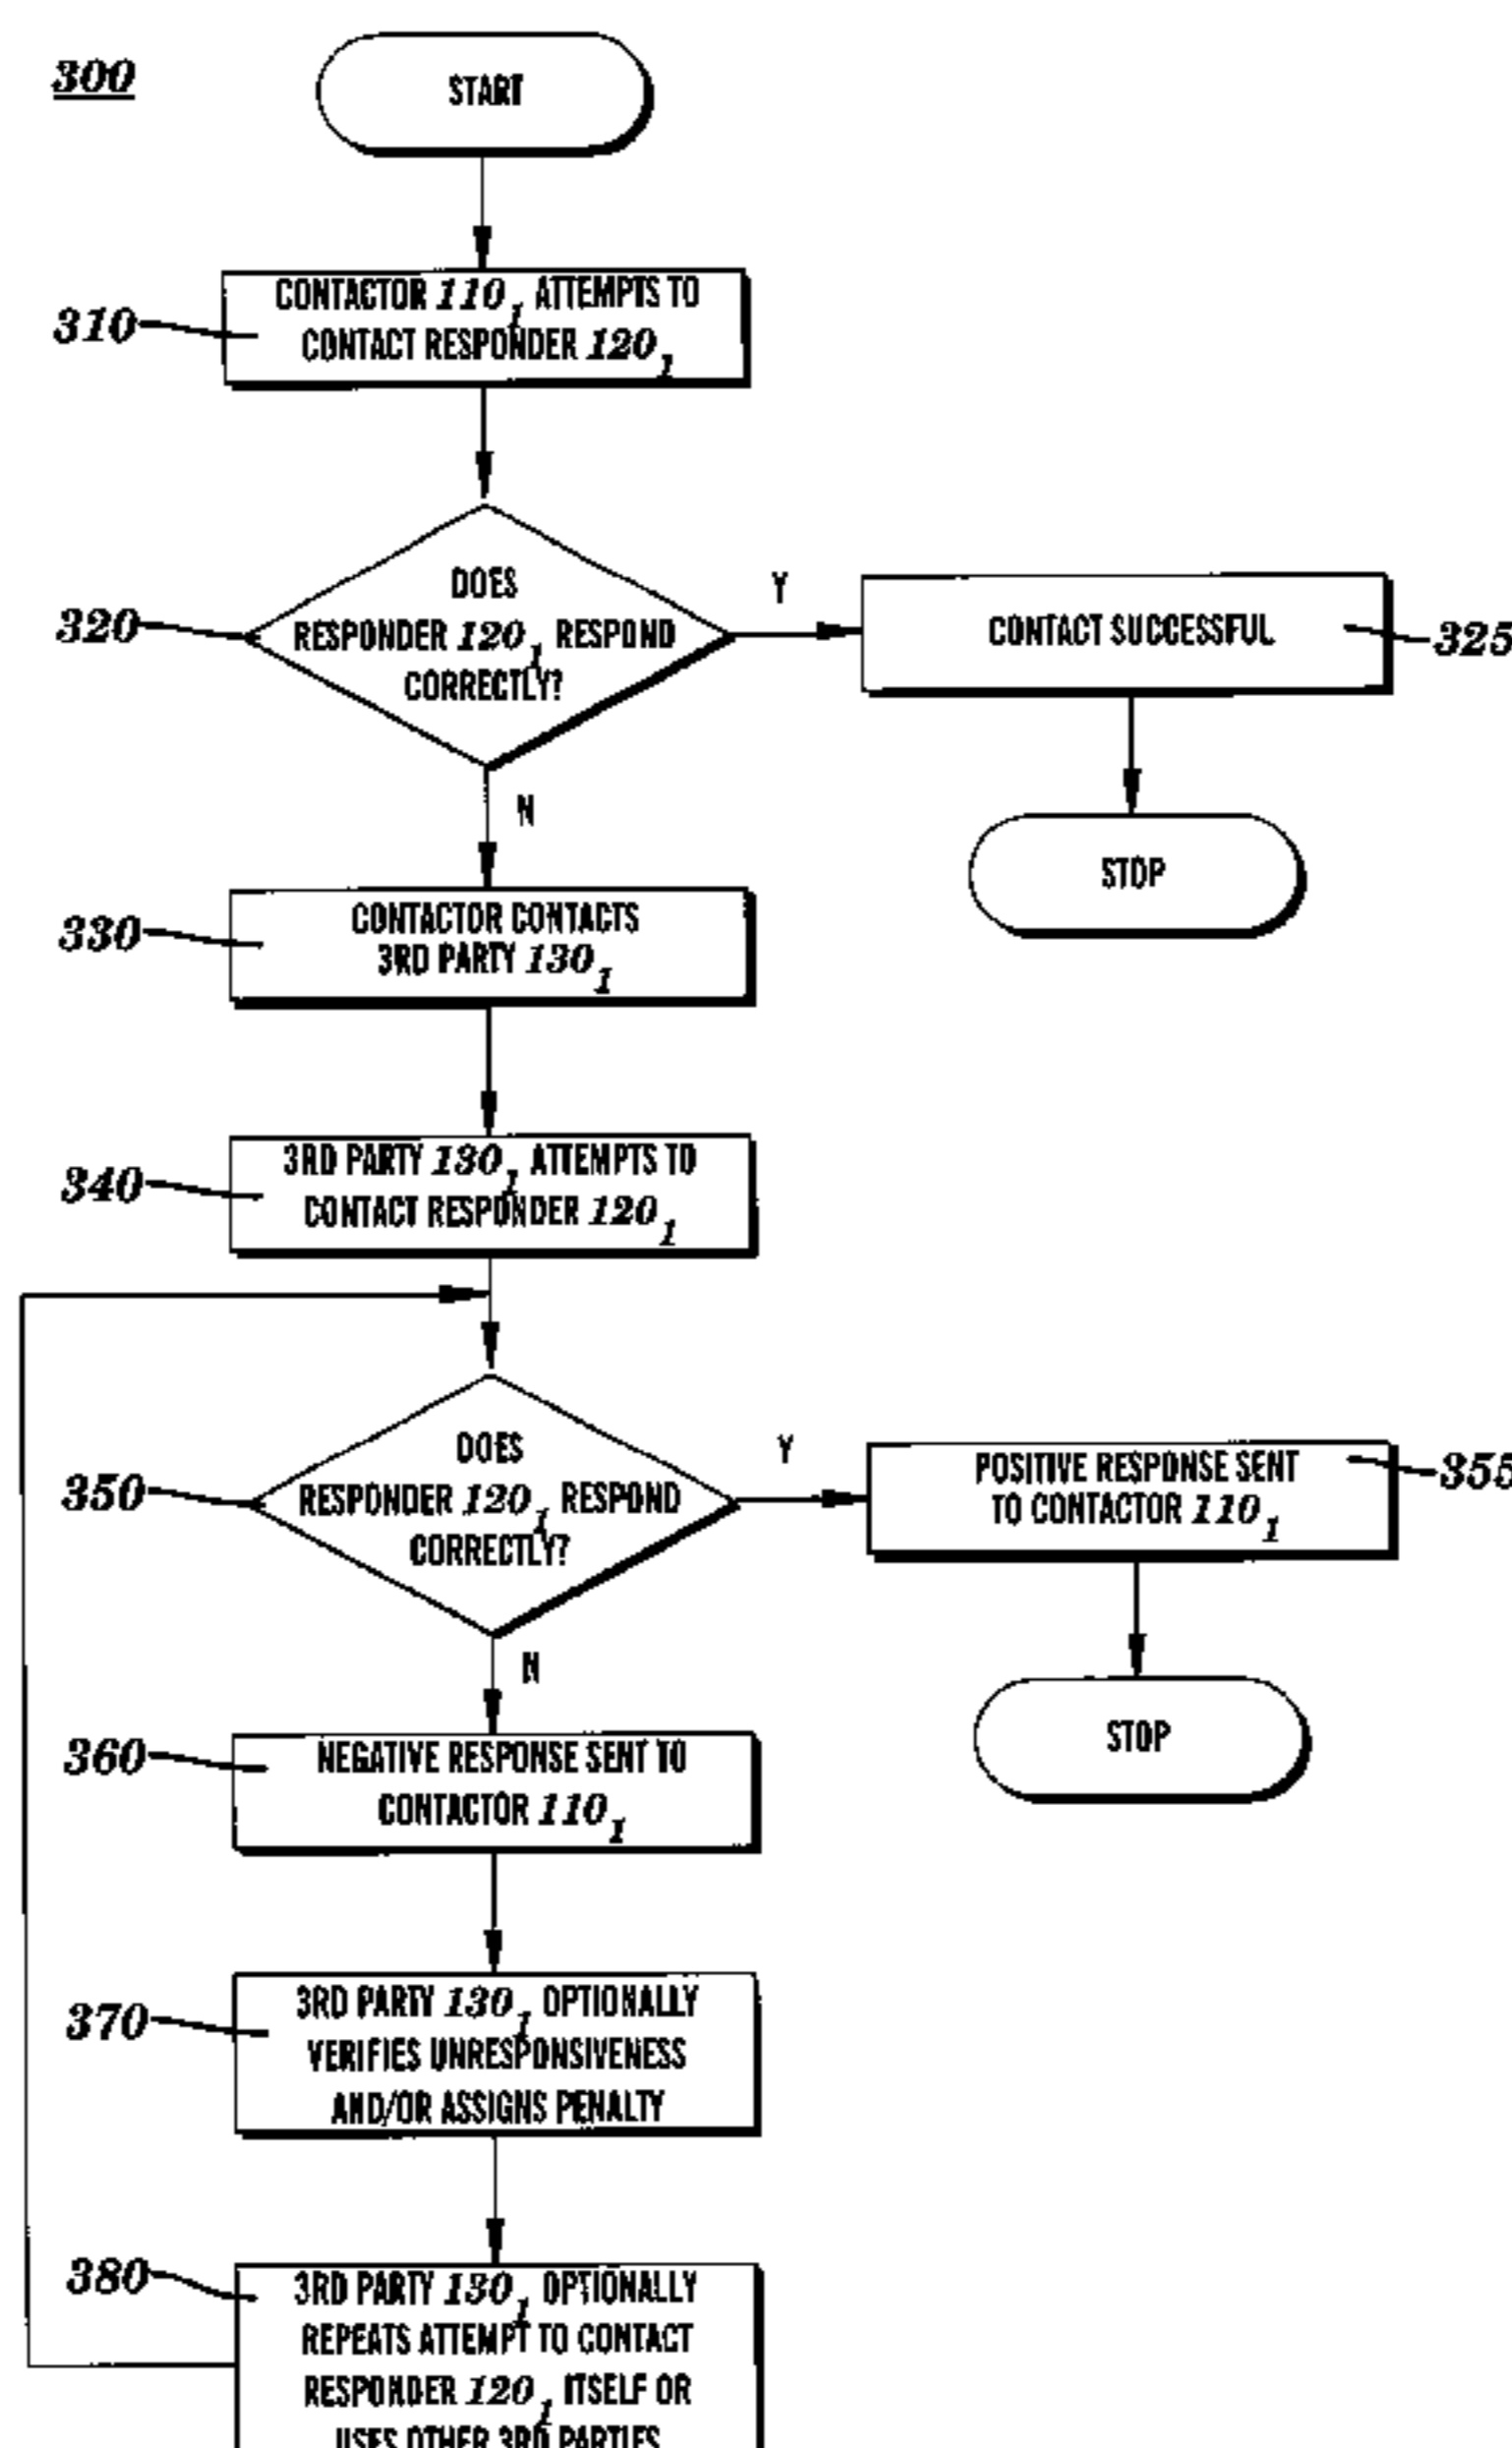 300
START
310
CONTACTOR 110₁ ATTEMPTS TO
CONTACT RESPONDER 120₁
320
DOES
RESPONDER 120₁ RESPOND
CORRECTLY?
Y
CONTACT SUCCESSFUL
325
STOP
N
330
CONTACTOR CONTACTS
3RD PARTY 130₁
340
3RD PARTY 130₁ ATTEMPTS TO
CONTACT RESPONDER 120₁
350
DOES
RESPONDER 120₁ RESPOND
CORRECTLY?
Y
POSITIVE RESPONSE SENT
TO CONTACTOR 110₁
355
STOP
N
360
NEGATIVE RESPONSE SENT TO
CONTACTOR 110₁
370
3RD PARTY 130₁ OPTIONALLY
VERIFIES UNRESPONSIVENESS
AND/OR ASSIGNS PENALTY
380
3RD PARTY 130₁ OPTIONALLY
REPEATS ATTEMPT TO CONTACT
RESPONDER 120₁ ITSELF OR
USES OTHER 3RD PARTIES